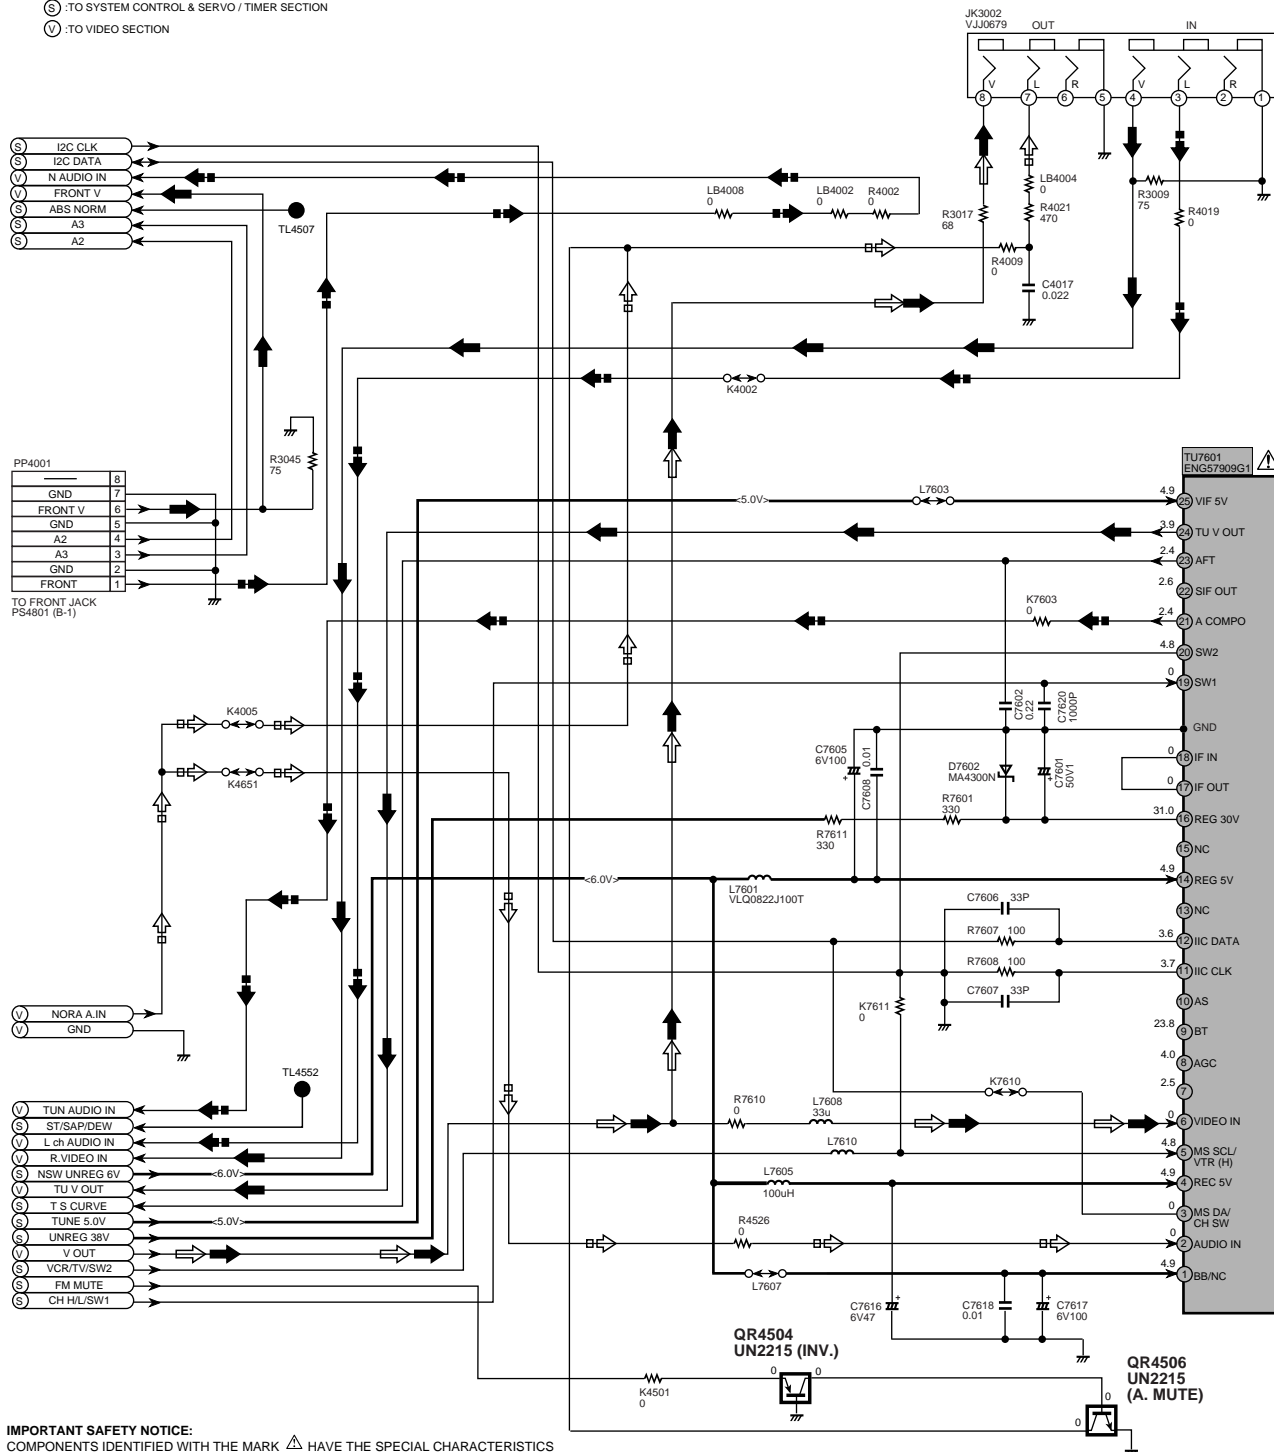 S :TO SYSTEM CONTROL & SERVO / TIMER SECTION
V :TO VIDEO SECTION
JK3002
VJJ0679
OUT
IN
V
L
R
V
L
R
8
7
6
5
4
3
2
1
S I2C CLK
S I2C DATA
V N AUDIO IN
V FRONT V
S ABS NORM
S A3
S A2
TL4507
LB4008
0
LB4002
0
R4002
0
R3017
68
LB4004
0
R4021
470
R4009
0
C4017
0.022
R3009
75
R4019
0
K4002
R3045
75
PP4001
8
GND 7
FRONT V 6
GND 5
A2 4
A3 3
GND 2
FRONT 1
TO FRONT JACK
PS4801 (B-1)
TU7601
ENG57909G1
L7603
<5.0V>
4.9 25 VIF 5V
3.9 24 TU V OUT
2.4 23 AFT
2.6 22 SIF OUT
K7603
0
2.4 21 A COMPO
4.8 20 SW2
0 19 SW1
GND
0 18 IF IN
0 17 IF OUT
31.0 16 REG 30V
15 NC
4.9 14 REG 5V
13 NC
3.6 12 IIC DATA
3.7 11 IIC CLK
10 AS
23.8 9 BT
4.0 8 AGC
2.5 7
0 6 VIDEO IN
4.8 5 MS SCL/
VTR (H)
4.9 4 REC 5V
0 3 MS DA/
CH SW
0 2 AUDIO IN
4.9 1 BB/NC
C7602
0.22
C7620
1000P
C7605
6V100
+
C7608 0.01
D7602
MA4300N
C7601
50V1
+
R7601
330
R7611
330
K4005
K4651
<6.0V>
L7601
VLQ0822J100T
C7606 33P
R7607 100
R7608 100
C7607 33P
K7611
0
V NORA A.IN
V GND
TL4552
K7610
R7610
0
L7608
33u
L7610
L7605
100uH
R4526
0
L7607
V TUN AUDIO IN
S ST/SAP/DEW
V L ch AUDIO IN
V R.VIDEO IN
S NSW UNREG 6V <6.0V>
V TU V OUT
S T S CURVE
S TUNE 5.0V <5.0V>
S UNREG 38V
V V OUT
S VCR/TV/SW2
S FM MUTE
S CH H/L/SW1
C7616
6V47
+
C7618
0.01
C7617
6V100
+
QR4504
UN2215 (INV.)
0
0
K4501
0
QR4506
UN2215
(A. MUTE)
0
0
IMPORTANT SAFETY NOTICE:
COMPONENTS IDENTIFIED WITH THE MARK ⚠ HAVE THE SPECIAL CHARACTERISTICS